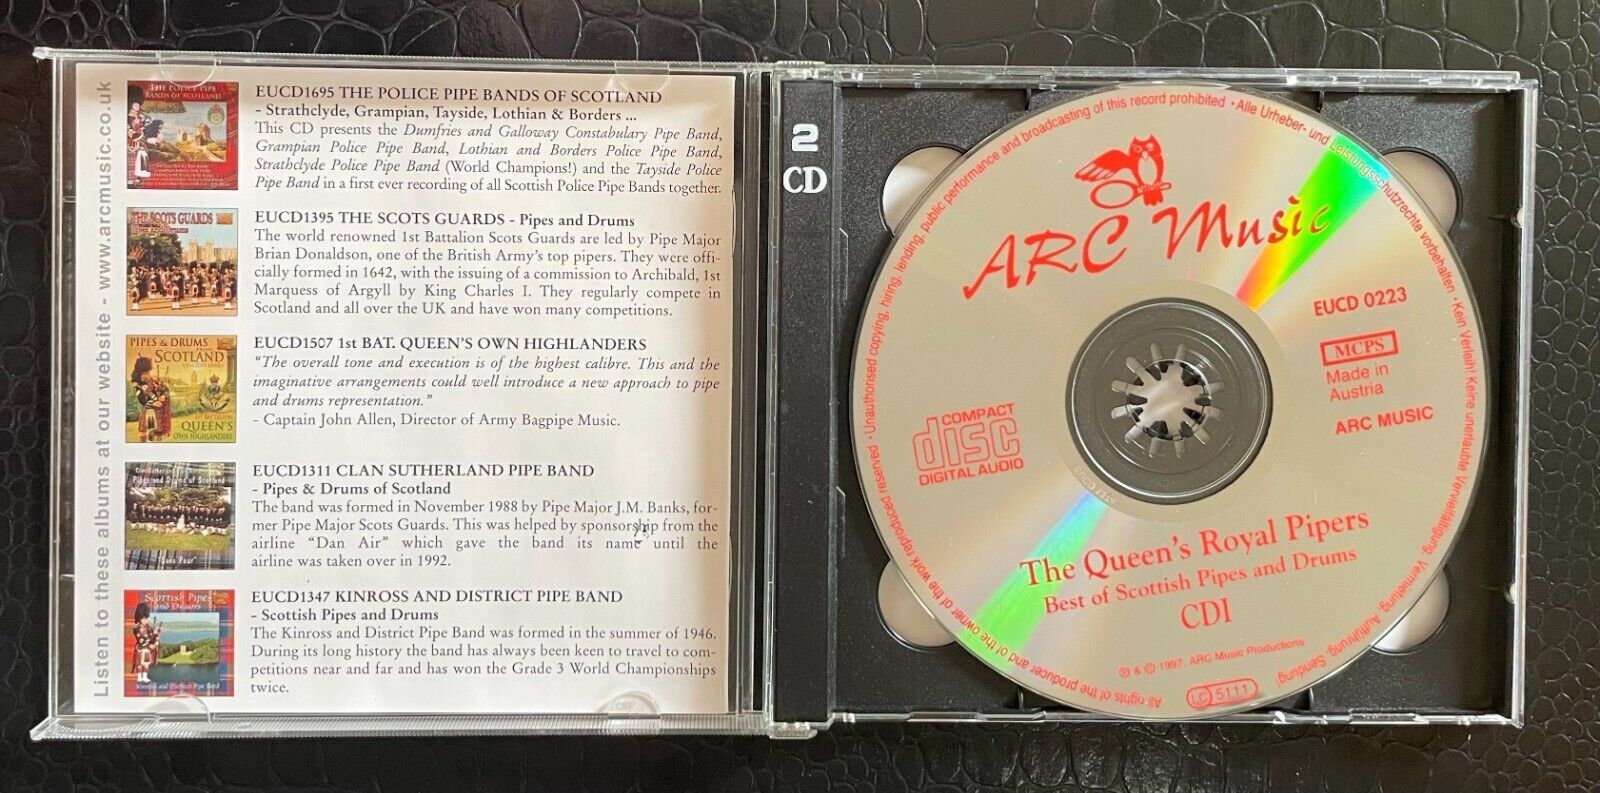 Listen to these albums at our website - www.arcmusic.co.uk
THE POLICE PIPE
BANDS OF SCOTLAND
EUCD1695 THE POLICE PIPE BANDS OF SCOTLAND
- Strathclyde, Grampian, Tayside, Lothian & Borders ...
This CD presents the Dumfries and Galloway Constabulary Pipe Band,
Grampian Police Pipe Band, Lothian and Borders Police Pipe Band,
Strathclyde Police Pipe Band (World Champions!) and the Tayside Police
Pipe Band in a first ever recording of all Scottish Police Pipe Bands together.
THE SCOTS GUARDS
EUCD1395 THE SCOTS GUARDS - Pipes and Drums
The world renowned 1st Battalion Scots Guards are led by Pipe Major
Brian Donaldson, one of the British Army's top pipers. They were offi-
cially formed in 1642, with the issuing of a commission to Archibald, 1st
Marquess of Argyll by King Charles I. They regularly compete in
Scotland and all over the UK and have won many competitions.
PIPES & DRUMS
SCOTLAND
1ST BATTALION
QUEEN'S
OWN HIGHLANDERS
EUCD1507 1st BAT. QUEEN'S OWN HIGHLANDERS
"The overall tone and execution is of the highest calibre. This and the
imaginative arrangements could well introduce a new approach to pipe
and drums representation."
- Captain John Allen, Director of Army Bagpipe Music.
Clan Sutherland Pipe Band
Pipes and Drums of Scotland
Sans Peur
EUCD1311 CLAN SUTHERLAND PIPE BAND
- Pipes & Drums of Scotland
The band was formed in November 1988 by Pipe Major J.M. Banks, for-
mer Pipe Major Scots Guards. This was helped by sponsorship from the
airline "Dan Air" which gave the band its name until the
airline was taken over in 1992.
Scottish Pipes
and Drums
Kinross and District Pipe Band
EUCD1347 KINROSS AND DISTRICT PIPE BAND
- Scottish Pipes and Drums
The Kinross and District Pipe Band was formed in the summer of 1946.
During its long history the band has always been keen to travel to com-
petitions near and far and has won the Grade 3 World Championships
twice.
2
CD
All rights of the producer and of the owner of the work reproduced reserved • Unauthorised copying, hiring, lending, public performance and broadcasting of this record prohibited • Alle Urheber- und Leistungsschutzrechte vorbehalten • Kein Verleih! Keine unerlaubte Vervielfältigung, Vermietung, Aufführung, Sendung!
ARC Music
EUCD 0223
MCPS
Made in
Austria
ARC MUSIC
COMPACT
disc
DIGITAL AUDIO
The Queen's Royal Pipers
Best of Scottish Pipes and Drums
CDI
℗ & © 1997, ARC Music Productions
LC 5111